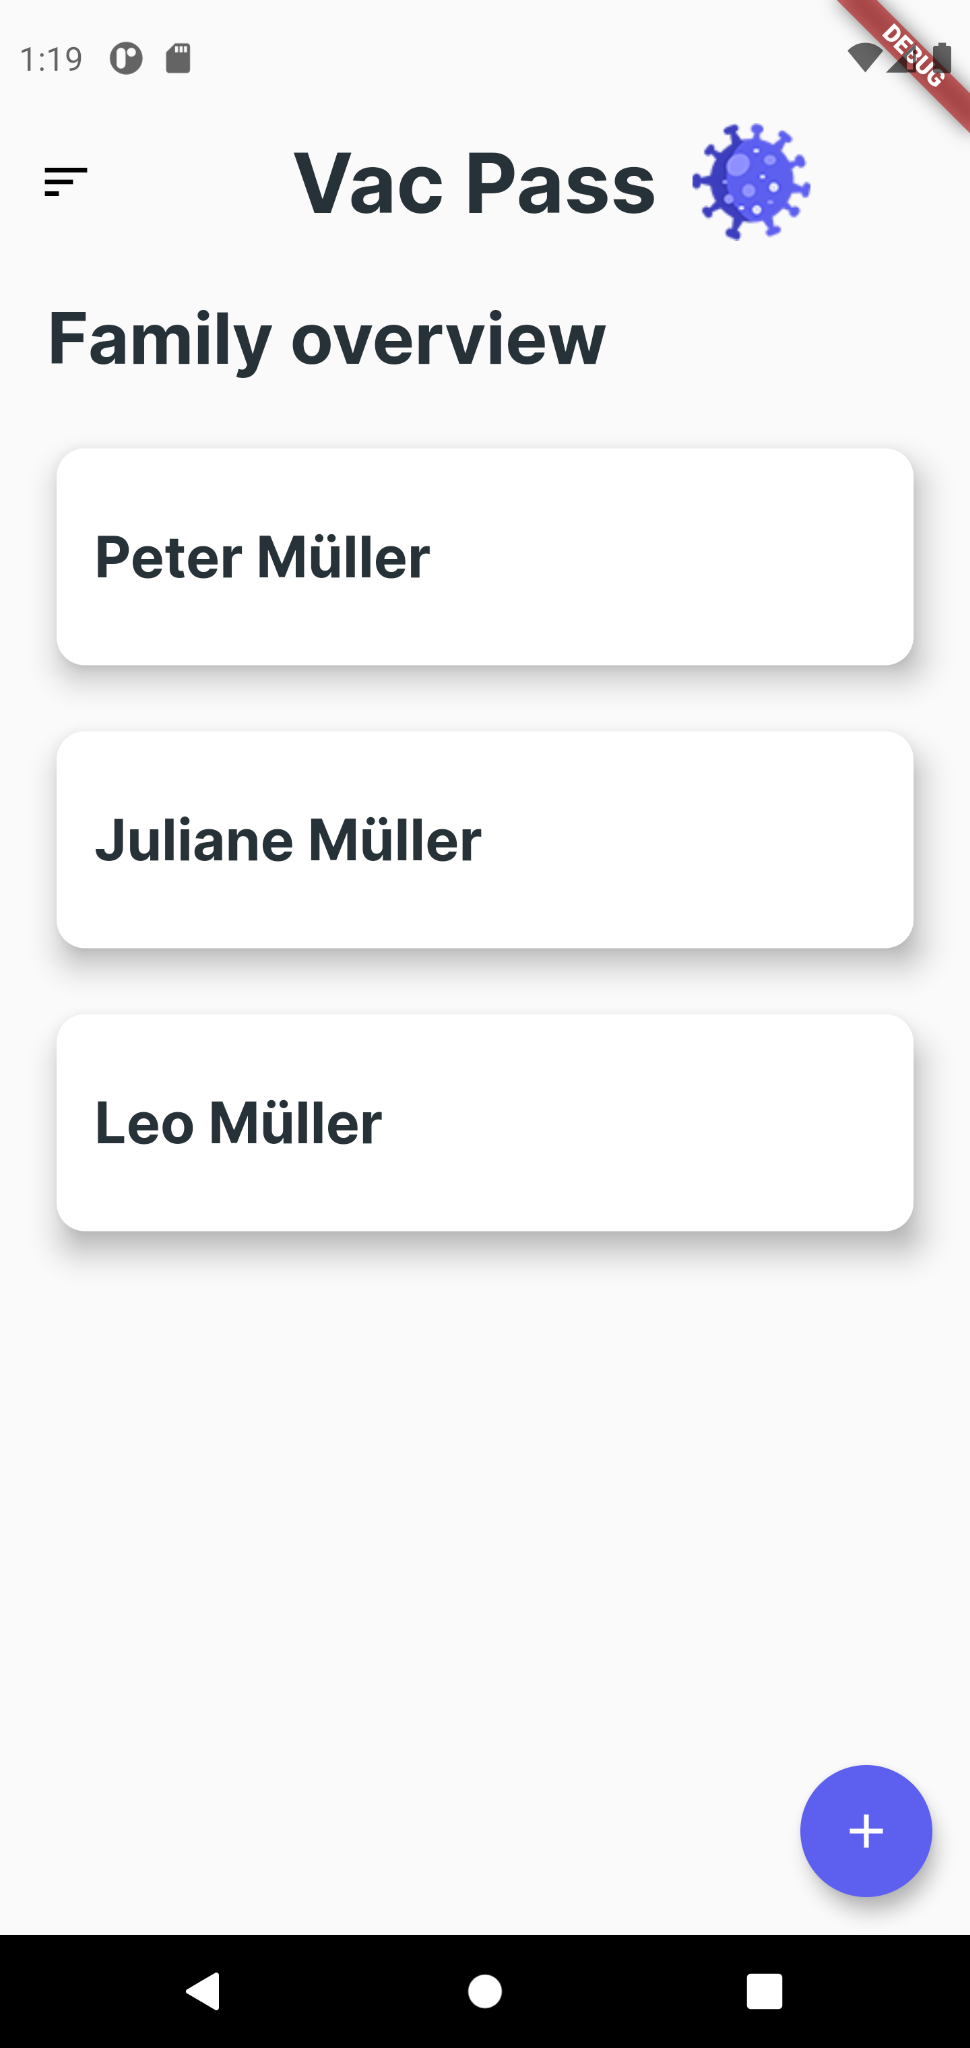 1:19
DEBUG
Vac Pass
Family overview
Peter Müller
Juliane Müller
Leo Müller